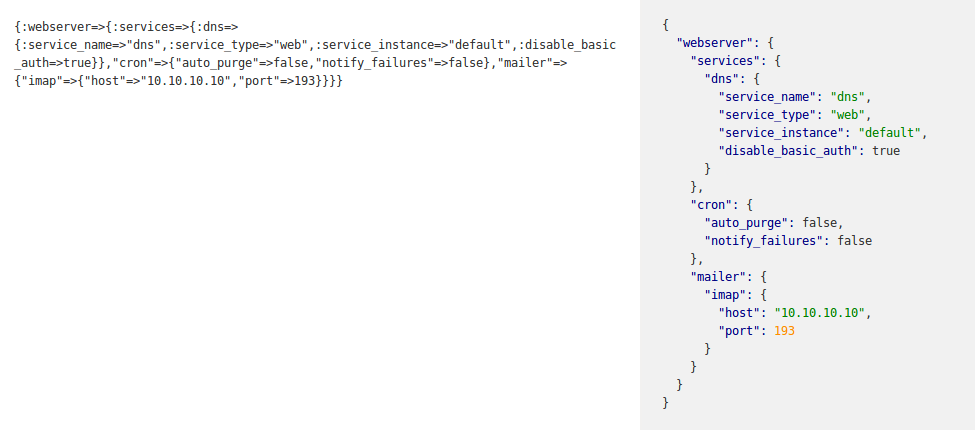 {:webserver=>{:services=>{:dns=>
{:service_name=>"dns",:service_type=>"web",:service_instance=>"default",:disable_basic
_auth=>true}},"cron"=>{"auto_purge"=>false,"notify_failures"=>false},"mailer"=>
{"imap"=>{"host"=>"10.10.10.10","port"=>193}}}}
{
  "webserver": {
    "services": {
      "dns": {
        "service_name": "dns",
        "service_type": "web",
        "service_instance": "default",
        "disable_basic_auth": true
      }
    },
    "cron": {
      "auto_purge": false,
      "notify_failures": false
    },
    "mailer": {
      "imap": {
        "host": "10.10.10.10",
        "port": 193
      }
    }
  }
}